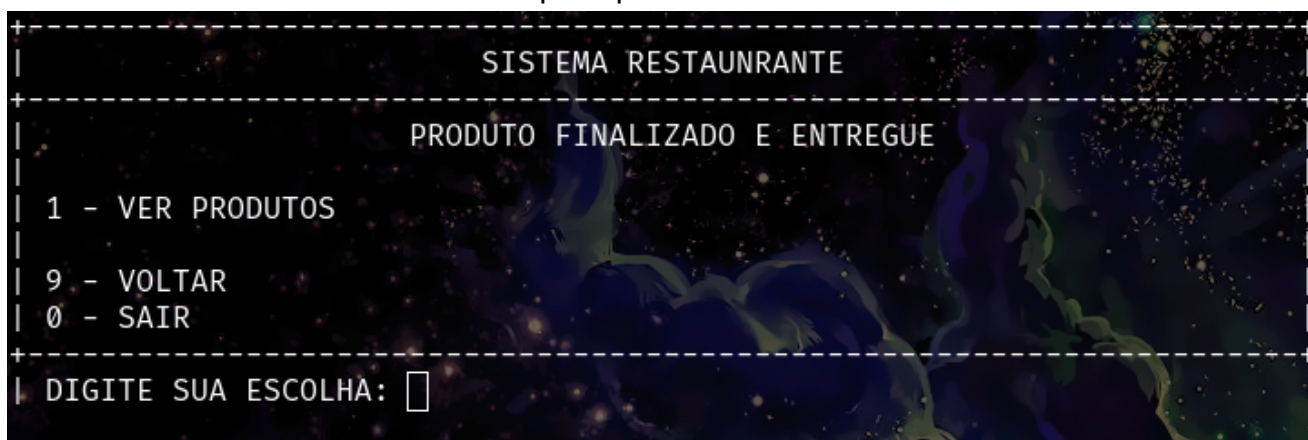 SISTEMA RESTAUNRANTE
PRODUTO FINALIZADO E ENTREGUE
1 - VER PRODUTOS
9 - VOLTAR
0 - SAIR
DIGITE SUA ESCOLHA: